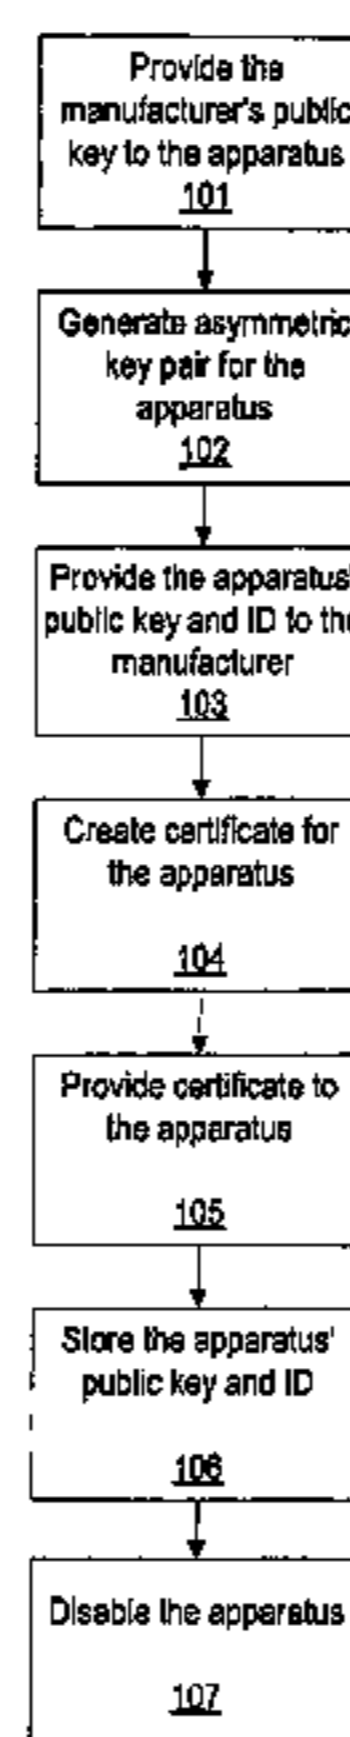 Provide the
manufacturer's public
key to the apparatus
101
Generate asymmetric
key pair for the
apparatus
102
Provide the apparatus'
public key and ID to the
manufacturer
103
Create certificate for
the apparatus
104
Provide certificate to
the apparatus
105
Store the apparatus'
public key and ID
106
Disable the apparatus
107